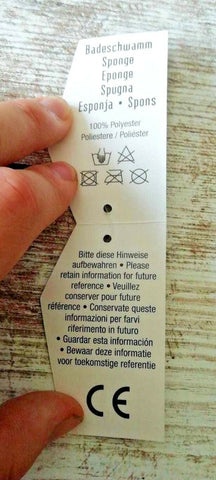 Badeschwamm
Sponge
Eponge
Spugna
Esponja • Spons
100% Polyester
Poliestere / Poliéster
Bitte diese Hinweise
aufbewahren • Please
retain information for future
reference • Veuillez
conserver pour future
référence • Conservate queste
informazioni per farvi
riferimento in futuro
• Guardar esta información
• Bewaar deze informatie
voor toekomstige referentie
CE